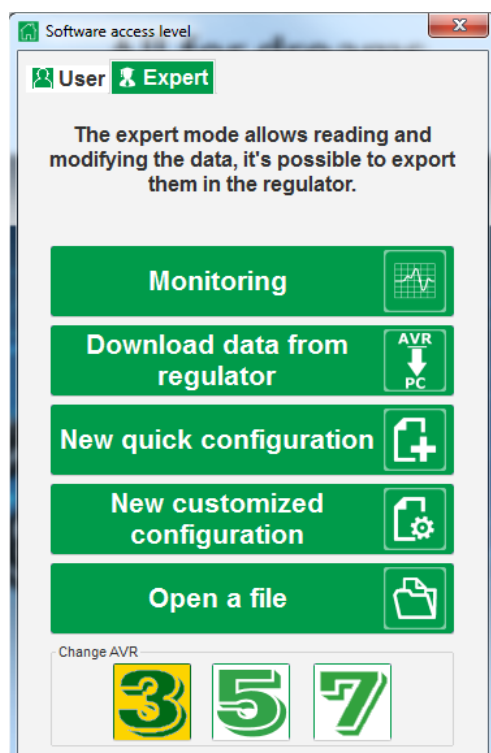 Software access level
x
User Expert
The expert mode allows reading and
modifying the data, it's possible to export
them in the regulator.
Monitoring
Download data from
regulator
AVR
PC
New quick configuration
New customized
configuration
Open a file
Change AVR
3 5 7